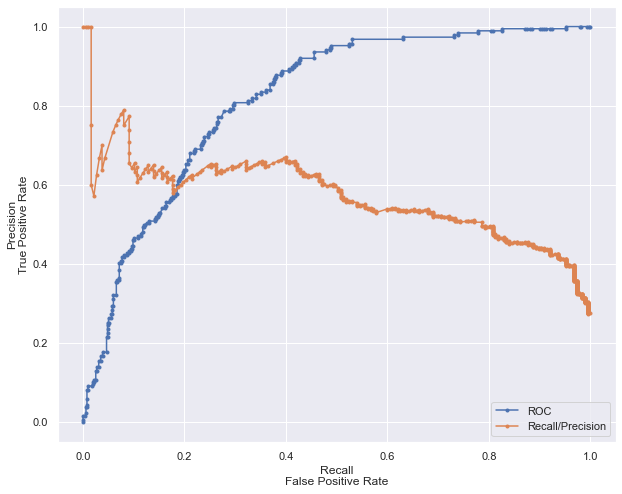 1.0
0.8
0.6
0.4
0.2
0.0
Precision
True Positive Rate
0.0 0.2 0.4 0.6 0.8 1.0
Recall
False Positive Rate
ROC
Recall/Precision